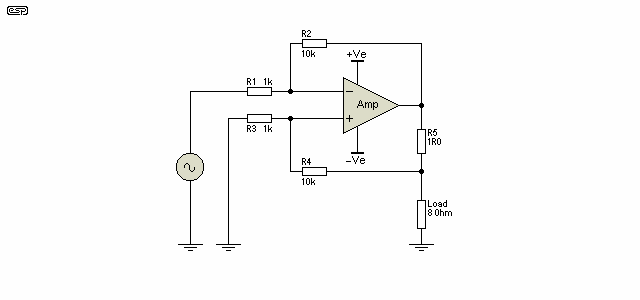 esp
R2
10k
+Ve
R1 1k
−
Amp
+
R3 1k
R5
1R0
−Ve
R4
10k
Load
8 Ohm